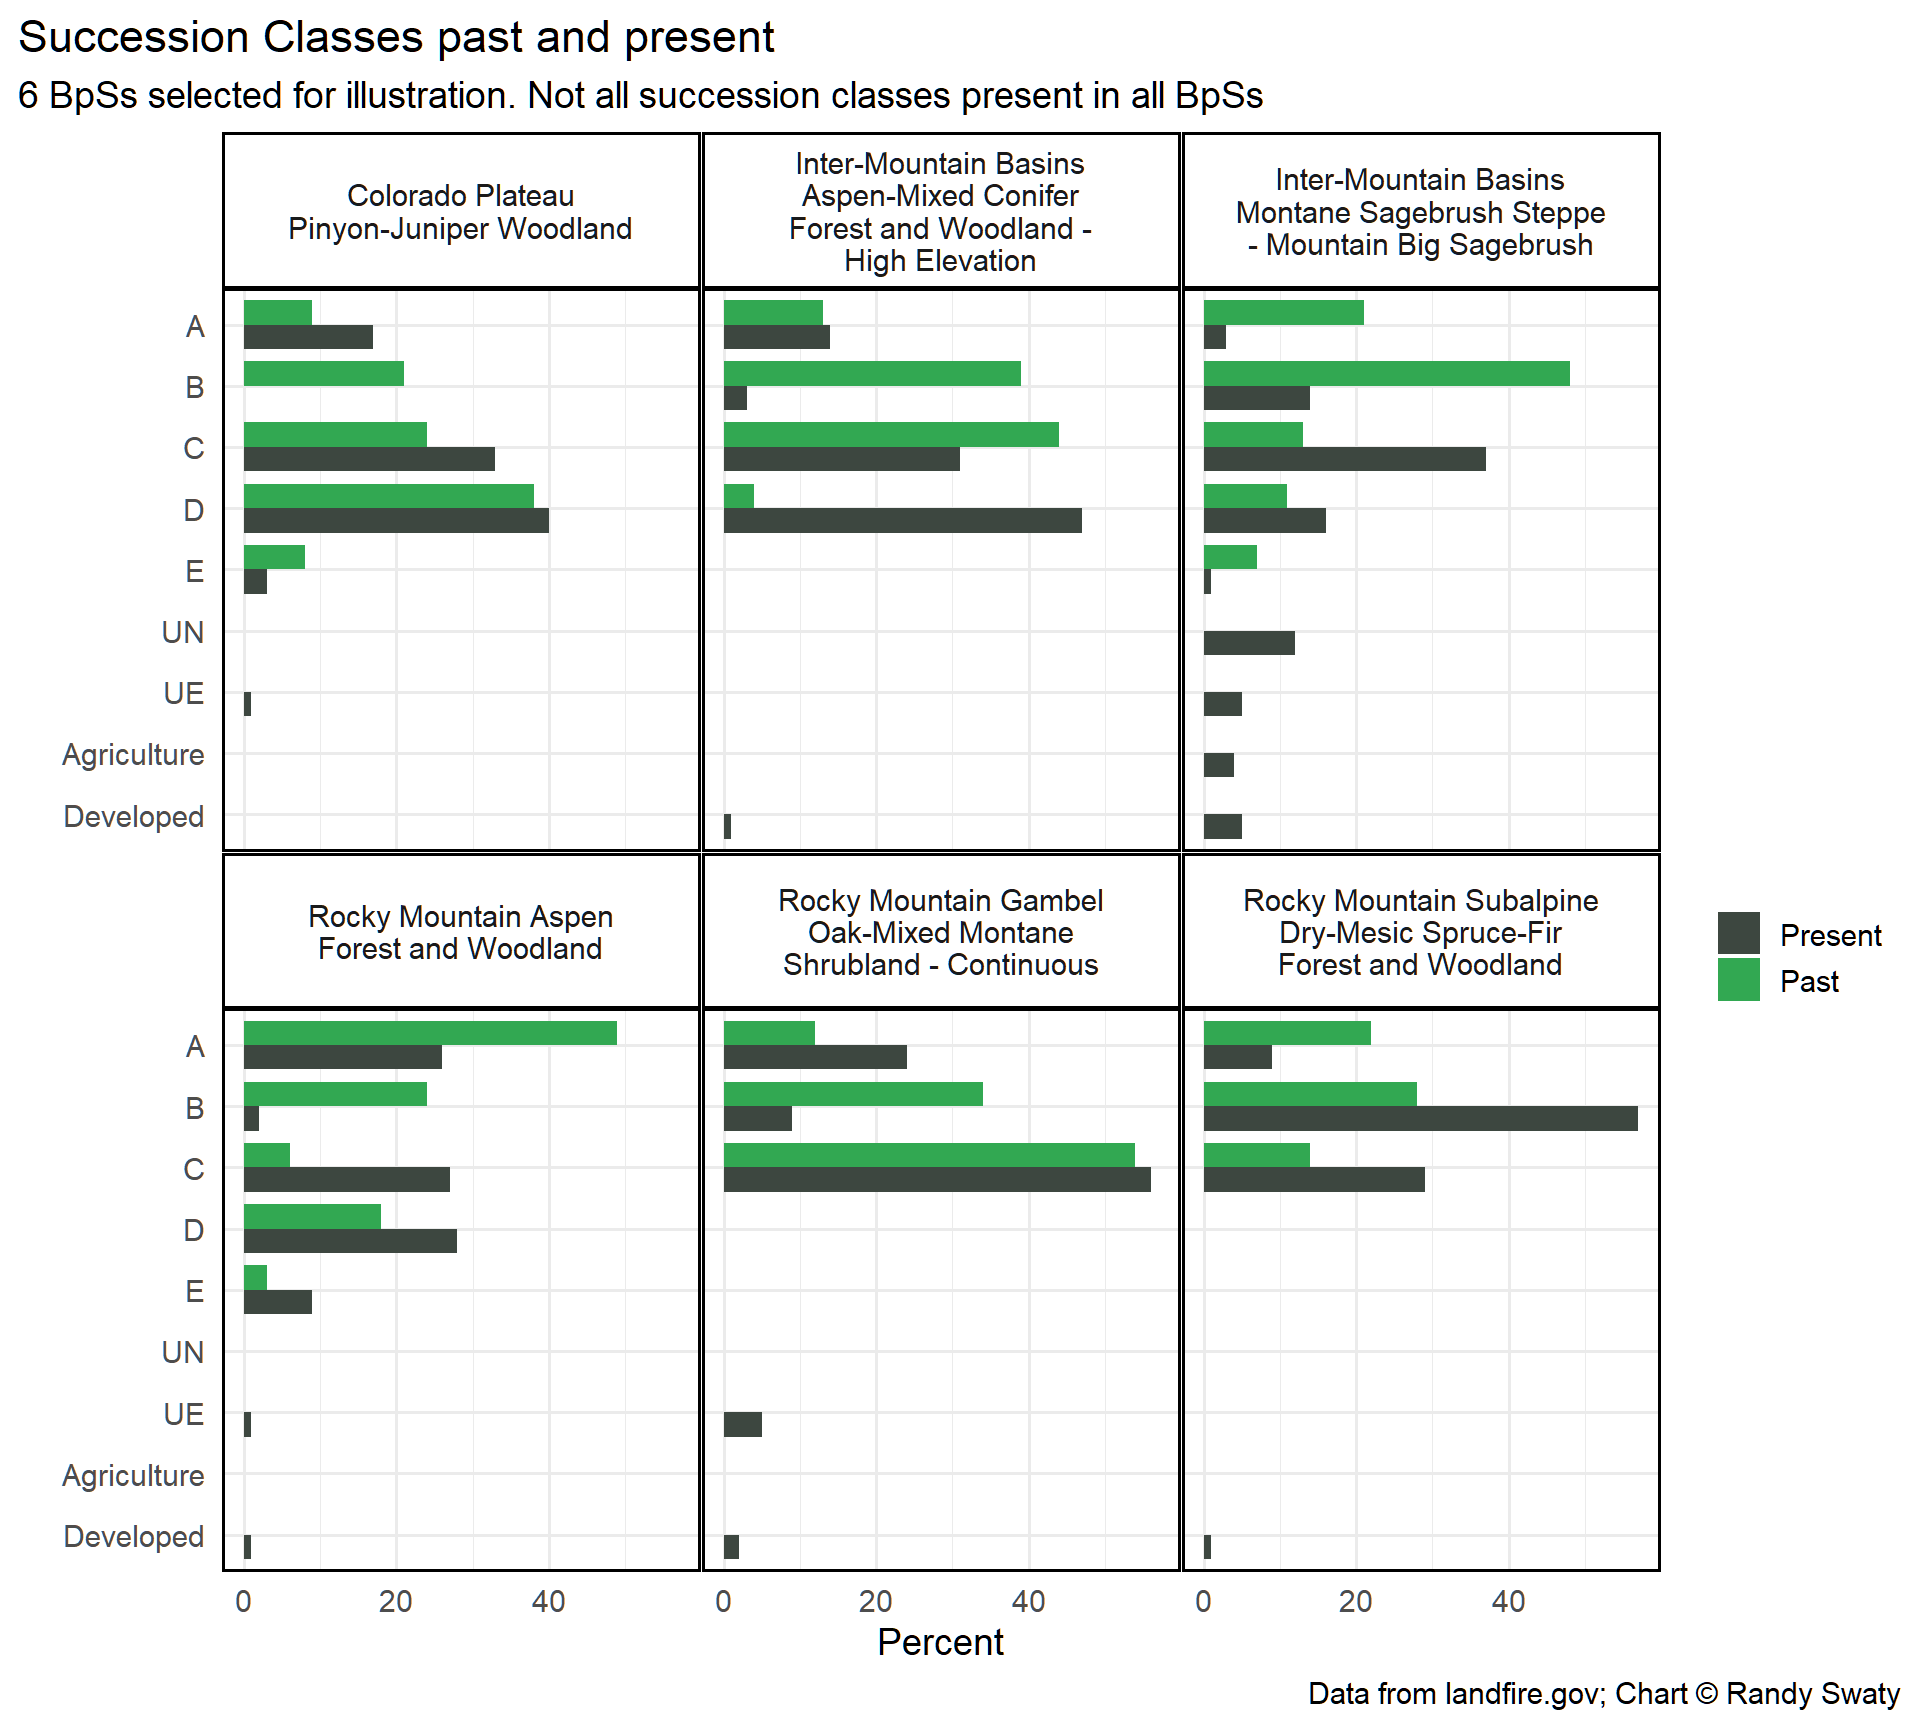 Succession Classes past and present
6 BpSs selected for illustration. Not all succession classes present in all BpSs
Colorado Plateau
Pinyon-Juniper Woodland
Inter-Mountain Basins
Aspen-Mixed Conifer
Forest and Woodland -
High Elevation
Inter-Mountain Basins
Montane Sagebrush Steppe
- Mountain Big Sagebrush
A
B
C
D
E
UN
UE
Agriculture
Developed
Rocky Mountain Aspen
Forest and Woodland
Rocky Mountain Gambel
Oak-Mixed Montane
Shrubland - Continuous
Rocky Mountain Subalpine
Dry-Mesic Spruce-Fir
Forest and Woodland
Present
Past
A
B
C
D
E
UN
UE
Agriculture
Developed
0 20 40 0 20 40 0 20 40
Percent
Data from landfire.gov; Chart © Randy Swaty